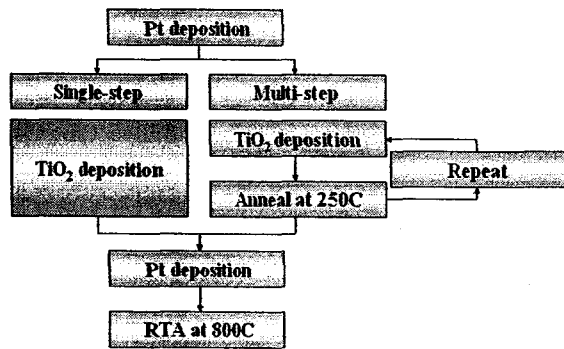 Pt deposition
Single-step
Multi-step
TiO₂ deposition
TiO₂ deposition
Repeat
Anneal at 250C
Pt deposition
RTA at 800C